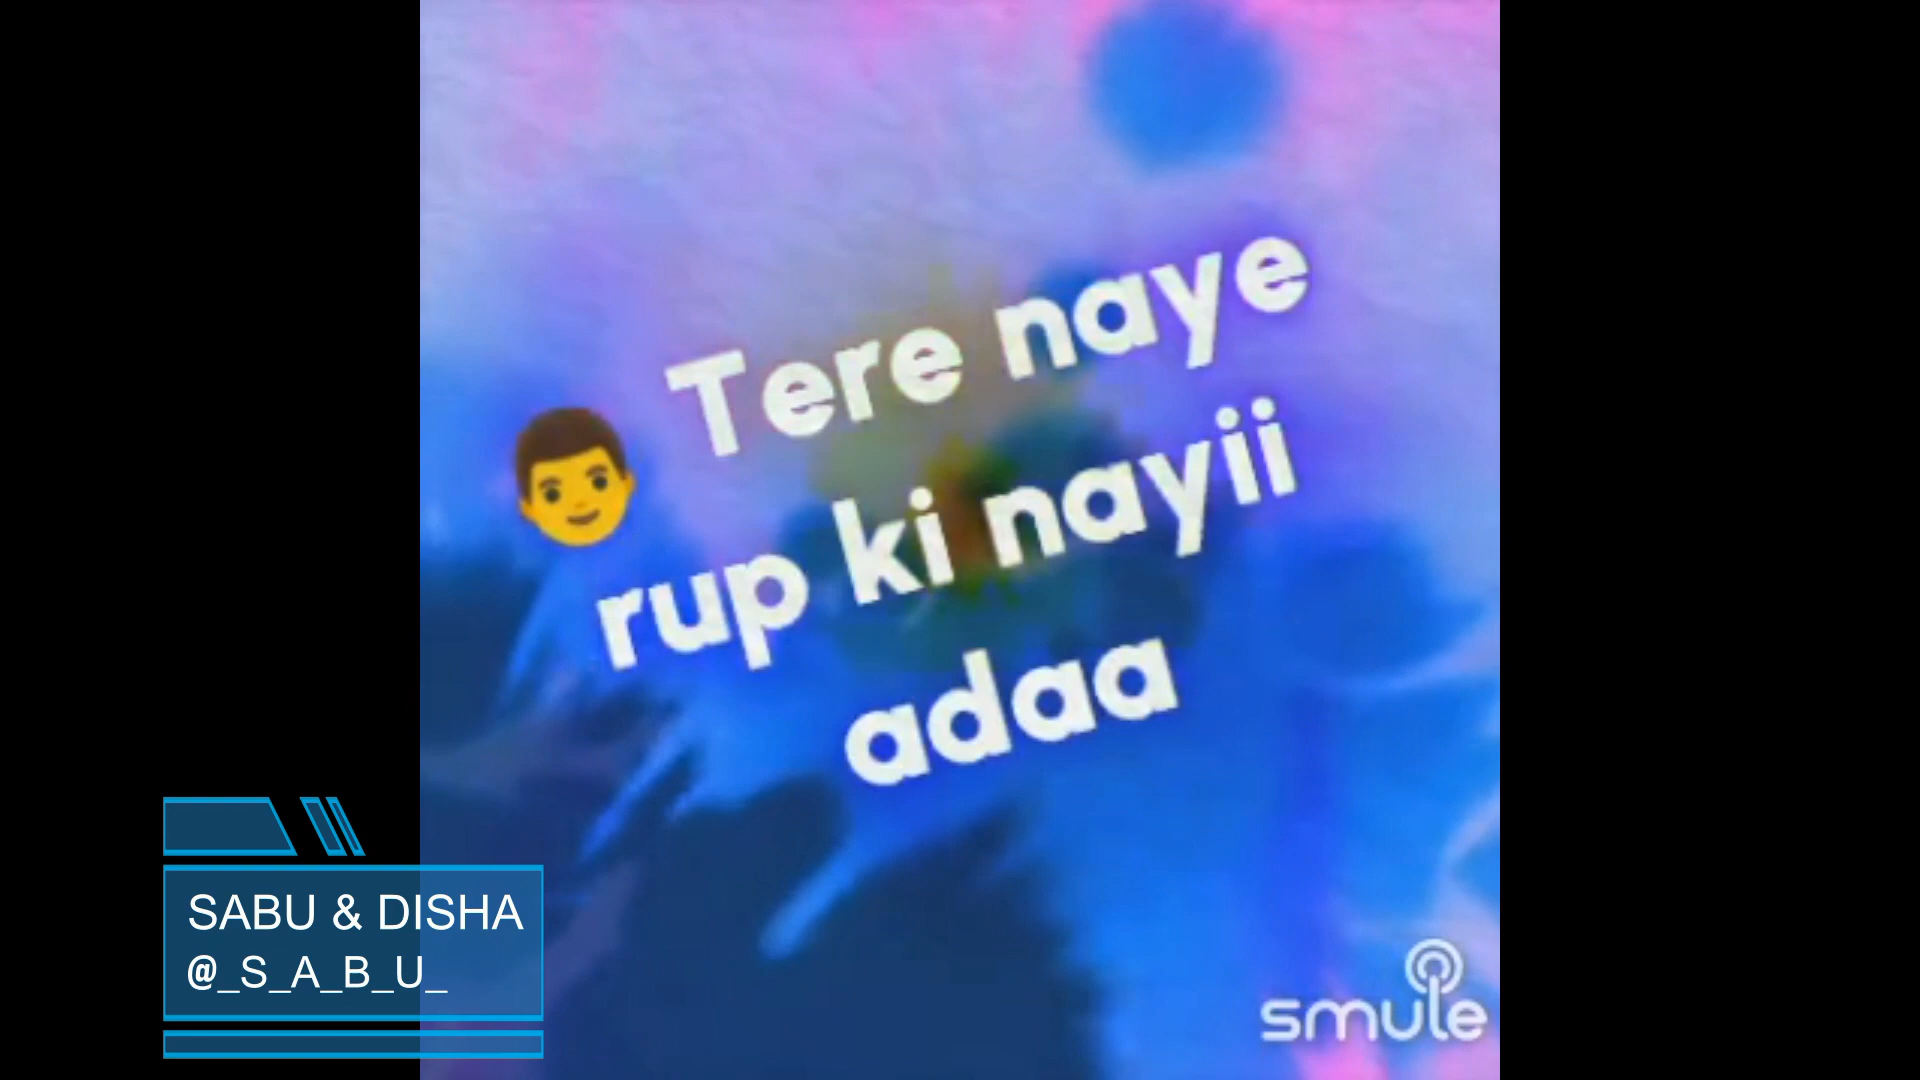 Tere naye
rup ki nayii
adaa
SABU & DISHA
@_S_A_B_U_
smule